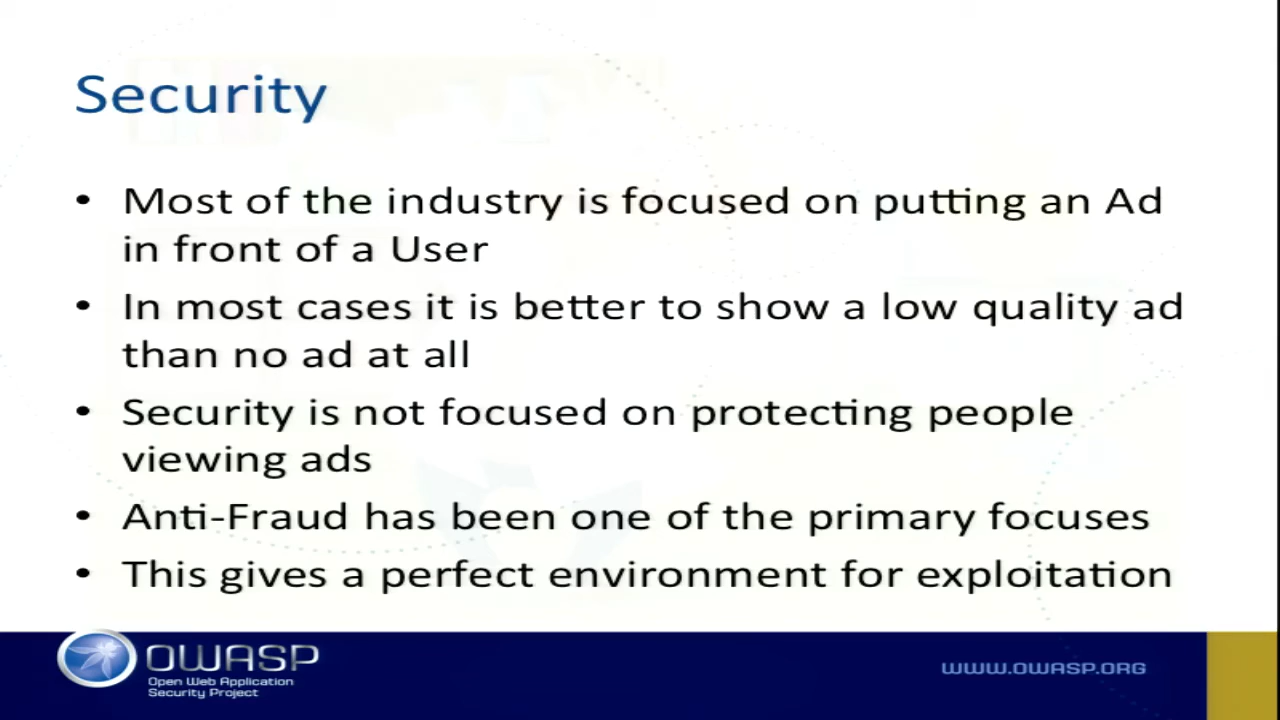 Security
• Most of the industry is focused on putting an Ad
in front of a User
• In most cases it is better to show a low quality ad
than no ad at all
• Security is not focused on protecting people
viewing ads
• Anti-Fraud has been one of the primary focuses
• This gives a perfect environment for exploitation
OWASP
Open Web Application
Security Project
WWW.OWASP.ORG